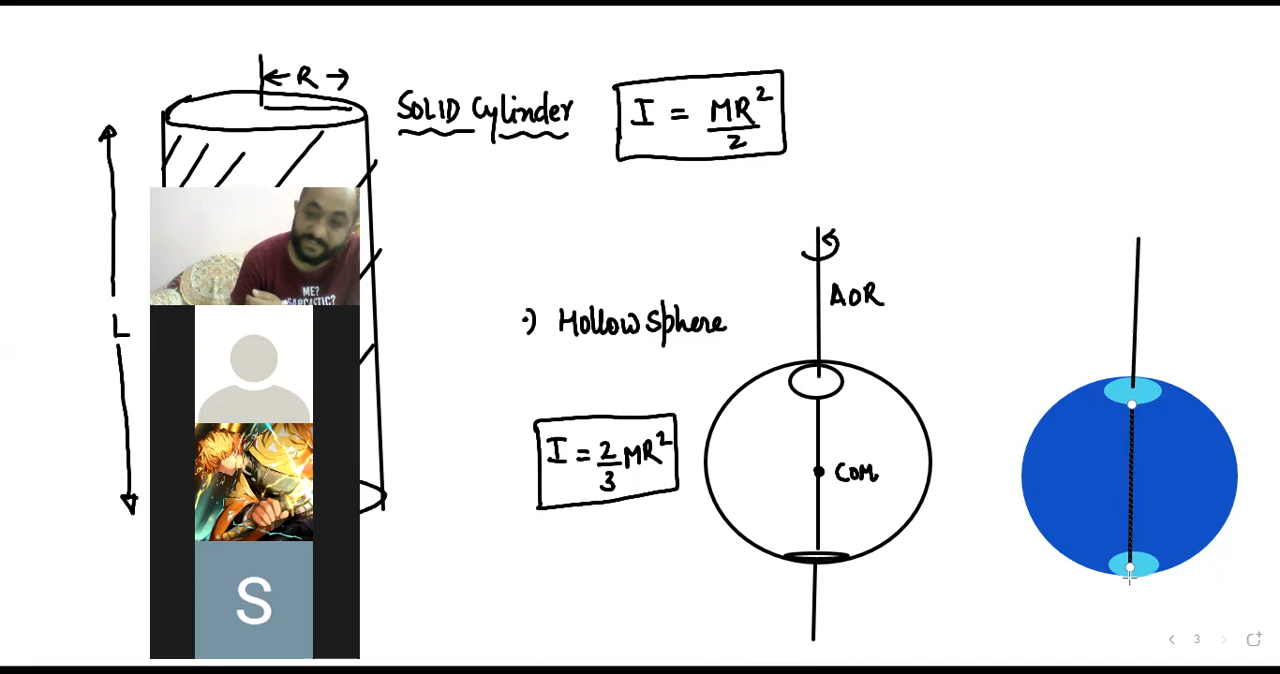 R
SOLID Cylinder
I = MR²/2
ME?
SARCASTIC?
AOR
L
:) Hollow Sphere
I = 2/3 MR²
COM
S
3